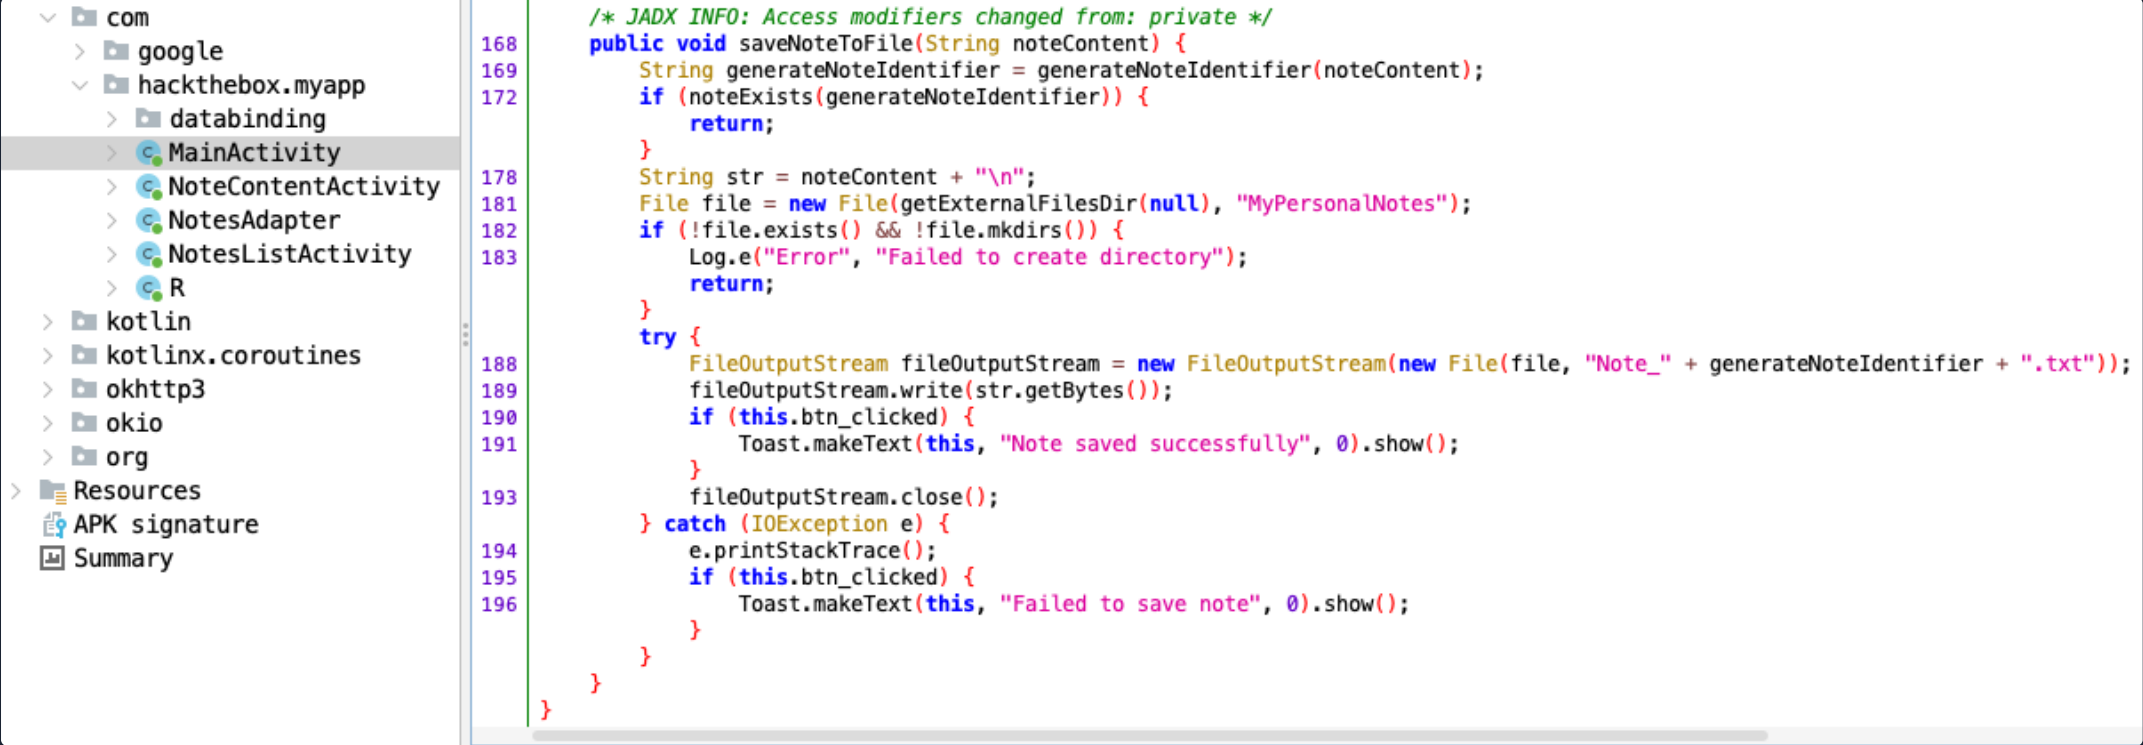 com
google
hackthebox.myapp
databinding
MainActivity
NoteContentActivity
NotesAdapter
NotesListActivity
R
kotlin
kotlinx.coroutines
okhttp3
okio
org
Resources
APK signature
Summary
/* JADX INFO: Access modifiers changed from: private */
168 public void saveNoteToFile(String noteContent) {
169 String generateNoteIdentifier = generateNoteIdentifier(noteContent);
172 if (noteExists(generateNoteIdentifier)) {
return;
}
178 String str = noteContent + "\n";
181 File file = new File(getExternalFilesDir(null), "MyPersonalNotes");
182 if (!file.exists() && !file.mkdirs()) {
183 Log.e("Error", "Failed to create directory");
return;
}
try {
188 FileOutputStream fileOutputStream = new FileOutputStream(new File(file, "Note_" + generateNoteIdentifier + ".txt"));
189 fileOutputStream.write(str.getBytes());
190 if (this.btn_clicked) {
191 Toast.makeText(this, "Note saved successfully", 0).show();
}
193 fileOutputStream.close();
} catch (IOException e) {
194 e.printStackTrace();
195 if (this.btn_clicked) {
196 Toast.makeText(this, "Failed to save note", 0).show();
}
}
}
}